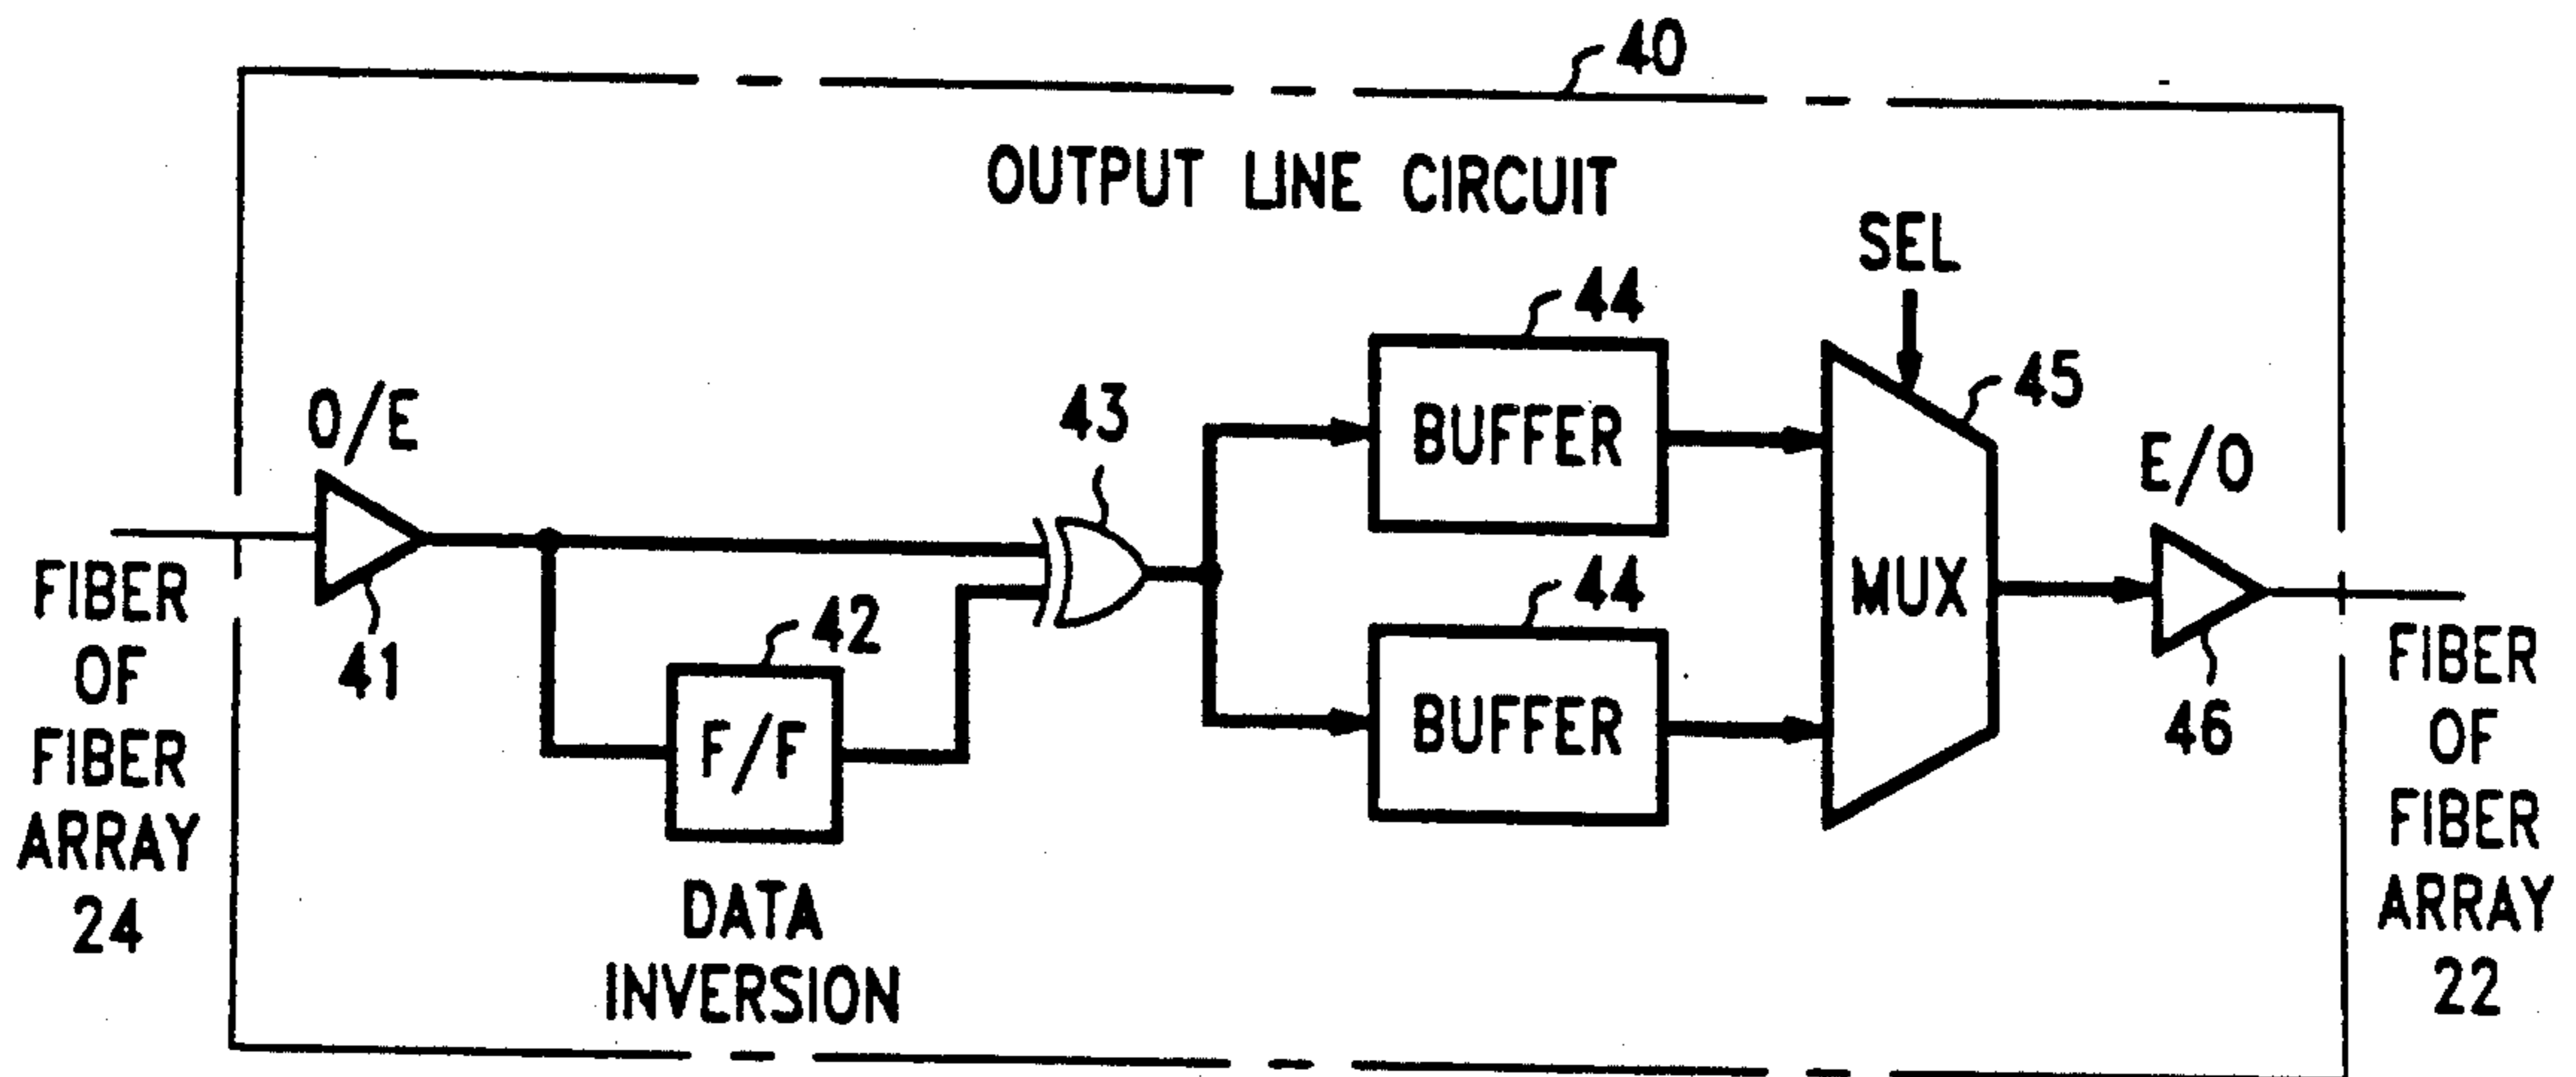 40
OUTPUT LINE CIRCUIT
SEL
44
45
O/E
43
BUFFER
E/O
41
FIBER
OF
FIBER
ARRAY
24
42
F/F
DATA
INVERSION
44
BUFFER
MUX
46
FIBER
OF
FIBER
ARRAY
22